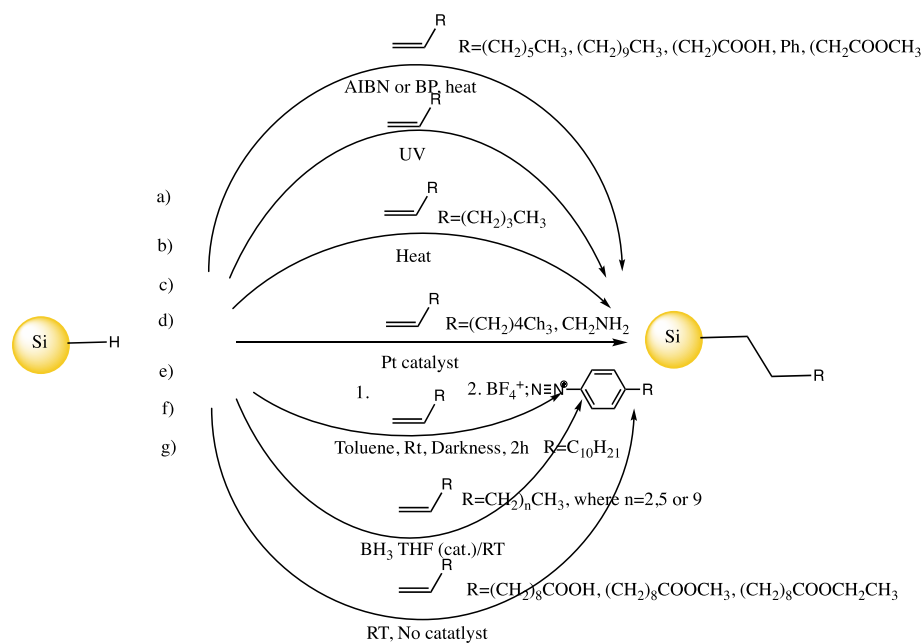 R
R=(CH2)5CH3, (CH2)9CH3, (CH2)COOH, Ph, (CH2COOCH3
AIBN or BP, heat
R
UV
a)
R
R=(CH2)3CH3
b)
Heat
c)
R
d)
R=(CH2)4Ch3, CH2NH2
Si
H
Si
Pt catalyst
e)
R
1.
R
2. BF4+; N≡N⊕
R
f)
g)
Toluene, Rt, Darkness, 2h
R=C10H21
R
R=CH2)nCH3, where n=2,5 or 9
BH3 THF (cat.)/RT
R
R=(CH2)8COOH, (CH2)8COOCH3, (CH2)8COOCH2CH3
RT, No catatlyst